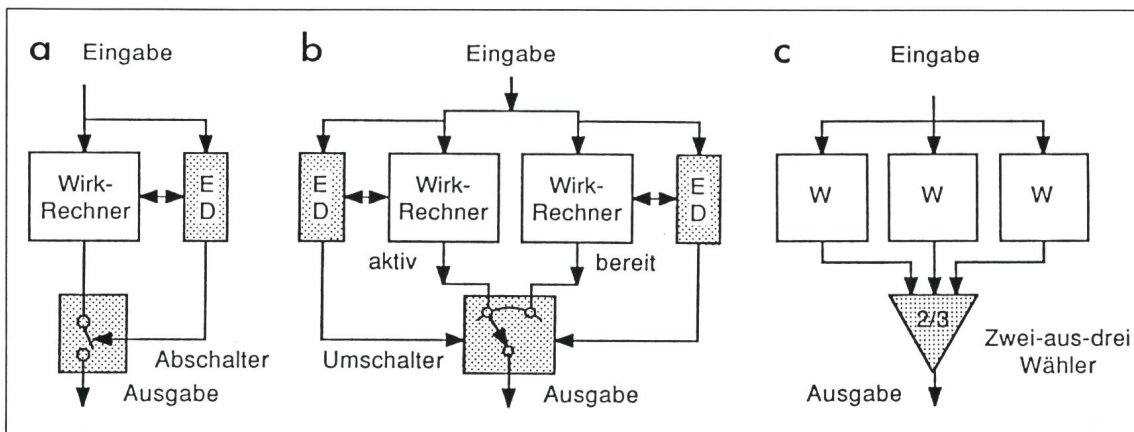 a
Eingabe
Wirk-
Rechner
E
D
Abschalter
Ausgabe
b
Eingabe
E
D
Wirk-
Rechner
Wirk-
Rechner
E
D
aktiv
bereit
Umschalter
Ausgabe
c
Eingabe
W
W
W
2/3
Zwei-aus-drei
Wähler
Ausgabe